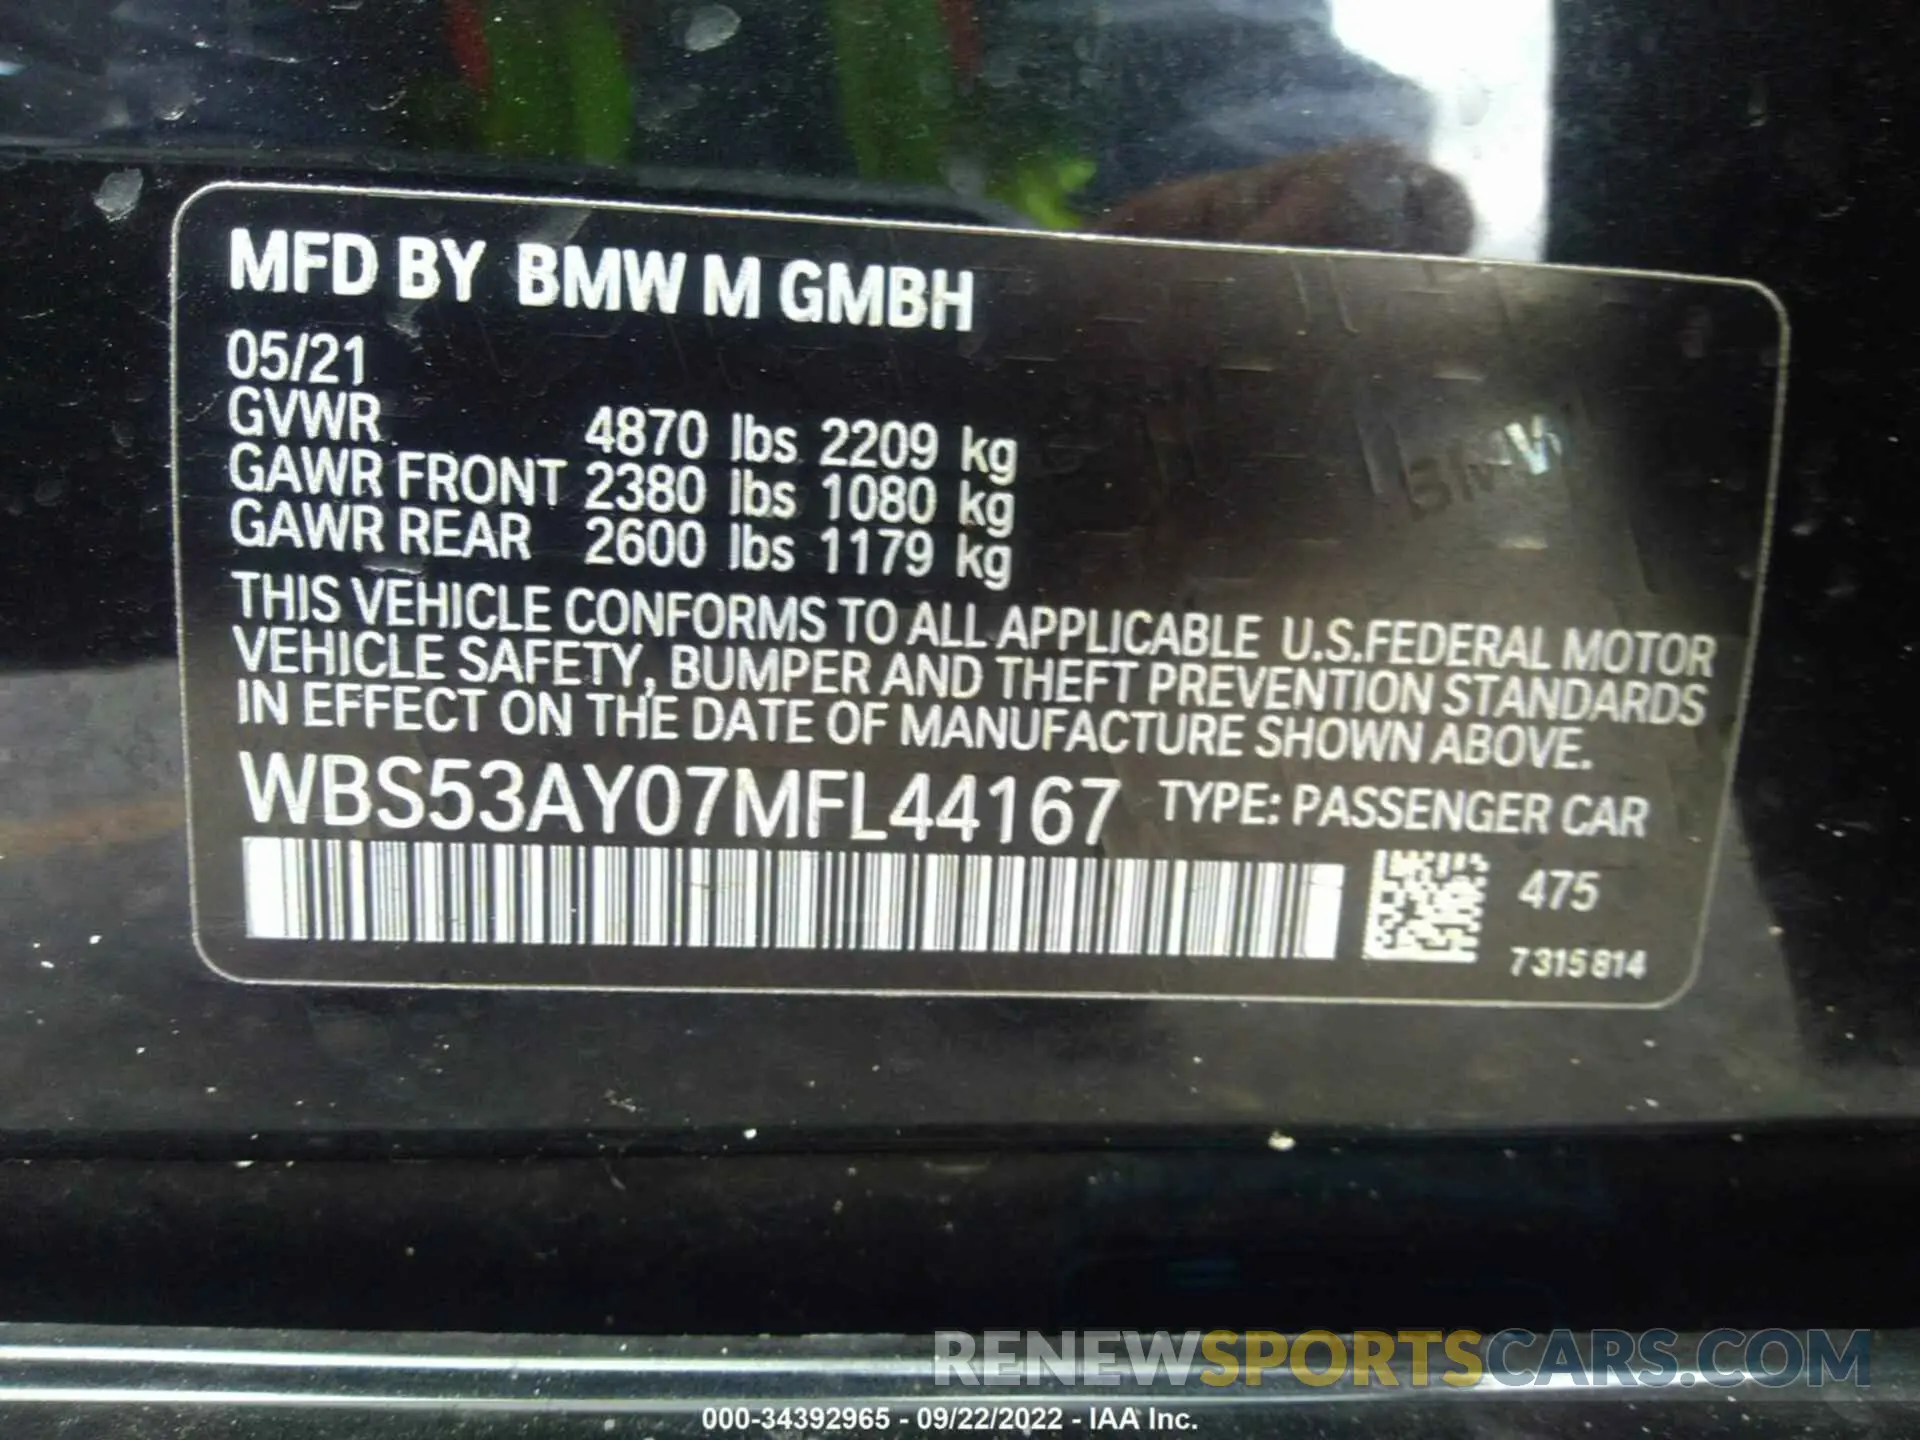 MFD BY BMW M GMBH
05/21
GVWR 4870 lbs 2209 kg
GAWR FRONT 2380 lbs 1080 kg
GAWR REAR 2600 lbs 1179 kg
THIS VEHICLE CONFORMS TO ALL APPLICABLE U.S.FEDERAL MOTOR
VEHICLE SAFETY, BUMPER AND THEFT PREVENTION STANDARDS
IN EFFECT ON THE DATE OF MANUFACTURE SHOWN ABOVE.
WBS53AY07MFL44167 TYPE: PASSENGER CAR
475
7315814
BMW
RENEWSPORTSCARS.COM
000-34392965 - 09/22/2022 - IAA Inc.